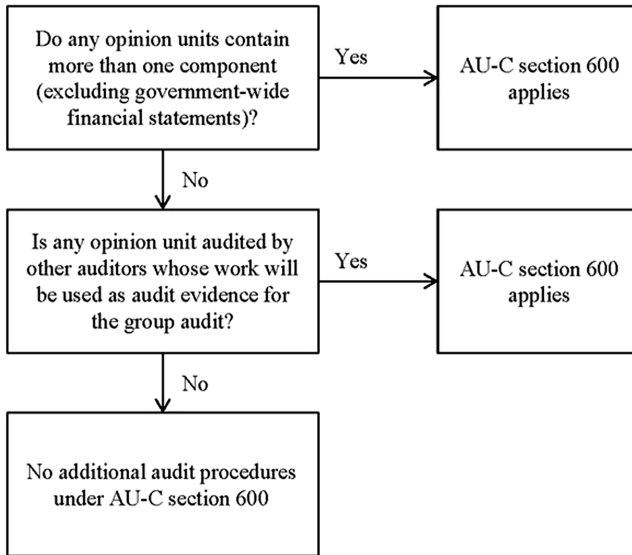 Do any opinion units contain
more than one component
(excluding government-wide
financial statements)?
Yes
AU-C section 600
applies
No
Is any opinion unit audited by
other auditors whose work will
be used as audit evidence for
the group audit?
Yes
AU-C section 600
applies
No
No additional audit procedures
under AU-C section 600